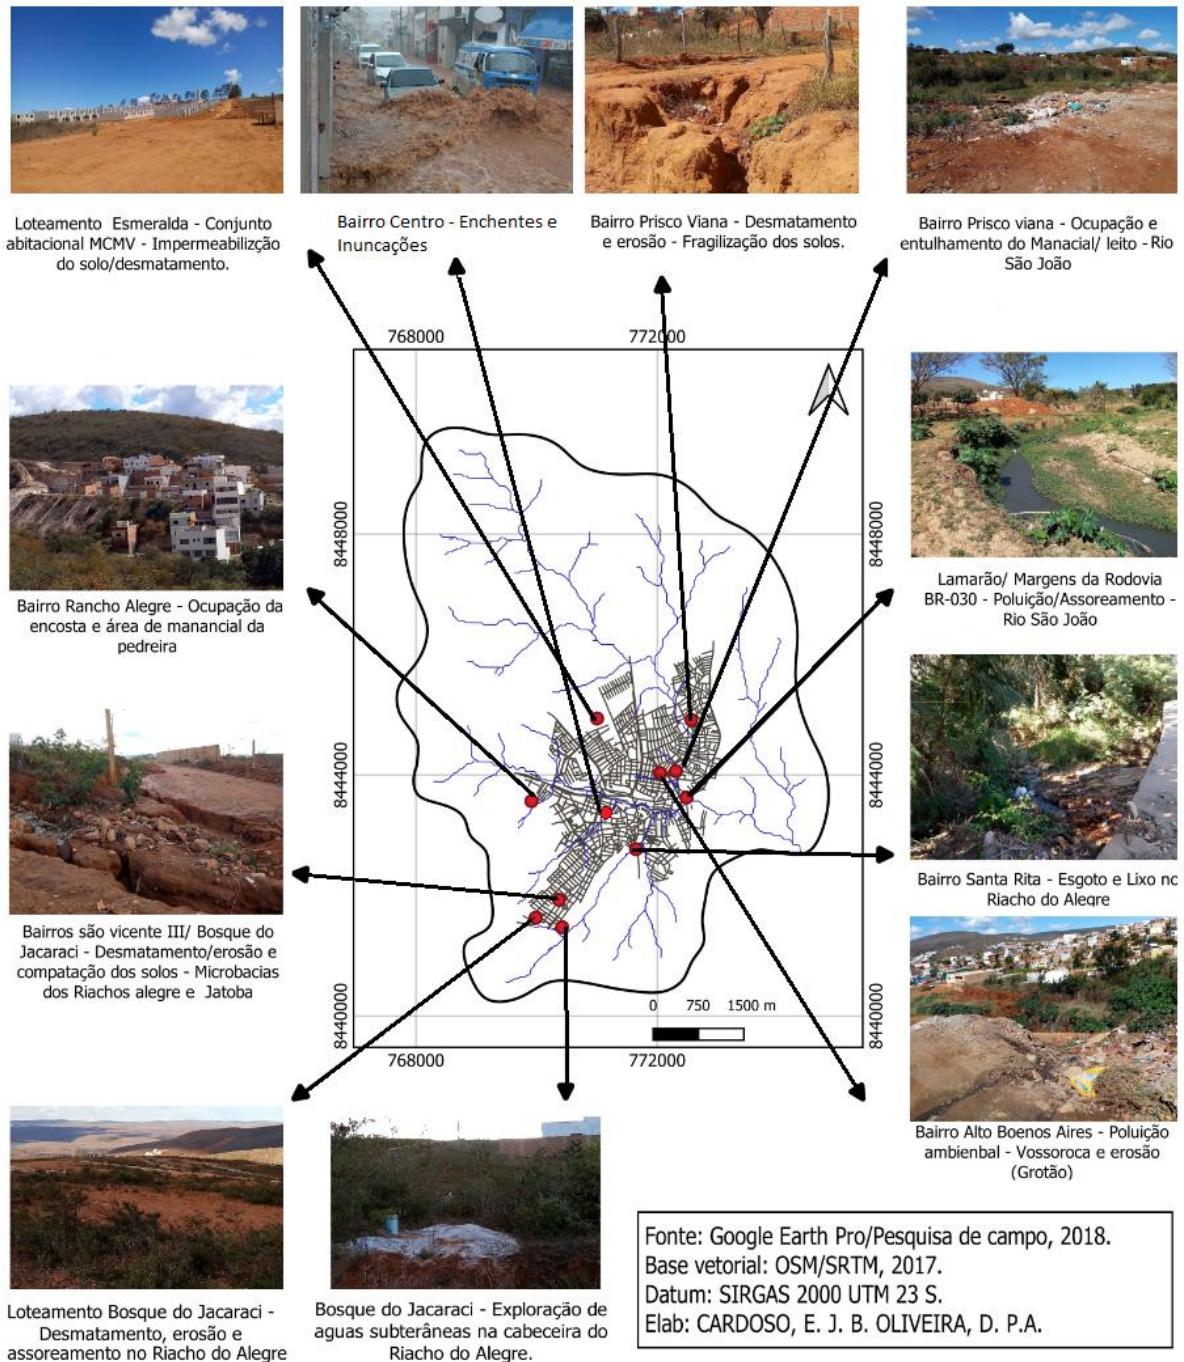 Loteamento Esmeralda - Conjunto
abitacional MCMV - Impermeabilizção
do solo/desmatamento.
Bairro Centro - Enchentes e
Inuncações
Bairro Prisco Viana - Desmatamento
e erosão - Fragilização dos solos.
Bairro Prisco viana - Ocupação e
entulhamento do Manacial/ leito - Rio
São João
768000
772000
8448000
8448000
Bairro Rancho Alegre - Ocupação da
encosta e área de manancial da
pedreira
Lamarão/ Margens da Rodovia
BR-030 - Poluição/Assoreamento -
Rio São João
8444000
8444000
Bairro Santa Rita - Esgoto e Lixo no
Riacho do Alegre
Bairros são vicente III/ Bosque do
Jacaraci - Desmatamento/erosão e
compatação dos solos - Microbacias
dos Riachos alegre e Jatoba
8440000
8440000
0 750 1500 m
768000
772000
Bairro Alto Boenos Aires - Poluição
ambienbal - Vossoroca e erosão
(Grotão)
Loteamento Bosque do Jacaraci -
Desmatamento, erosão e
assoreamento no Riacho do Alegre
Bosque do Jacaraci - Exploração de
aguas subterâneas na cabeceira do
Riacho do Alegre.
Fonte: Google Earth Pro/Pesquisa de campo, 2018.
Base vetorial: OSM/SRTM, 2017.
Datum: SIRGAS 2000 UTM 23 S.
Elab: CARDOSO, E. J. B. OLIVEIRA, D. P.A.